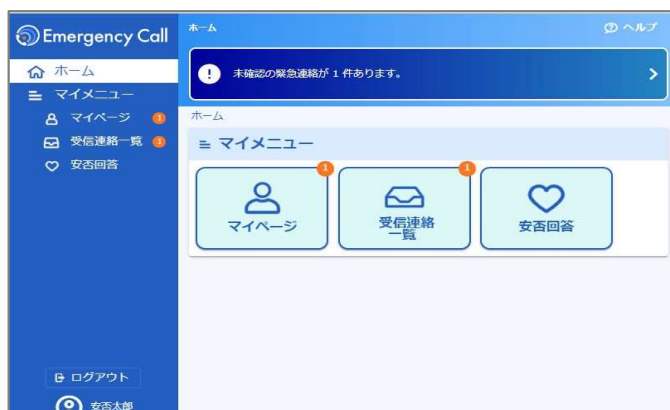 Emergency Call
ホーム
マイメニュー
マイページ 1
受信連絡一覧 1
安否回答
ログアウト
安否太郎
ホーム
ヘルプ
未確認の緊急連絡が 1 件あります。
ホーム
マイメニュー
1
マイページ
1
受信連絡
一覧
安否回答